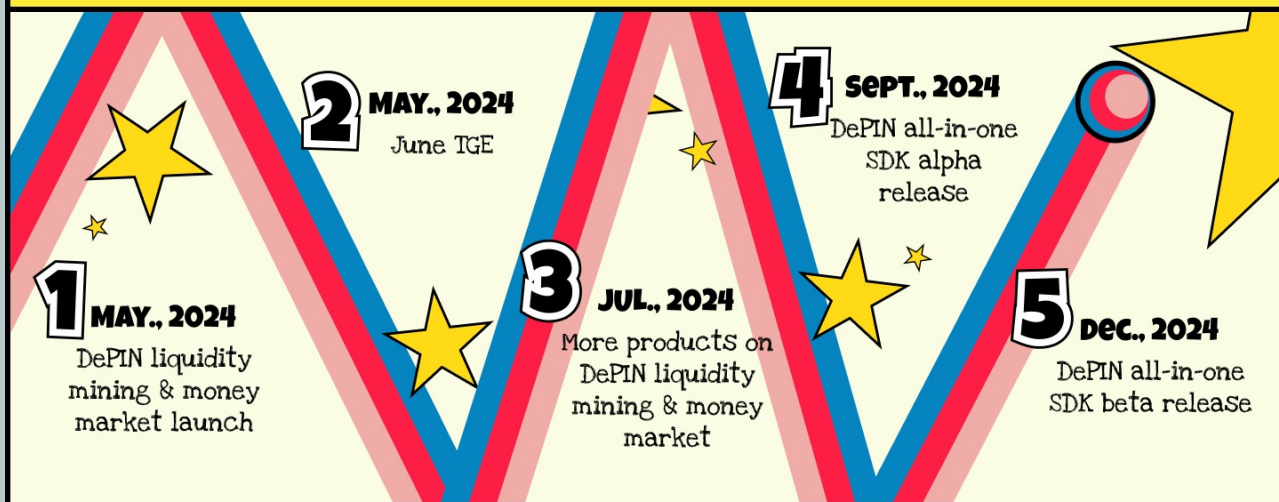 1
MAY., 2024
DePIN liquidity
mining & money
market launch
2
MAY., 2024
June TGE
3
JUL., 2024
More products on
DePIN liquidity
mining & money
market
4
SEPT., 2024
DePIN all-in-one
SDK alpha
release
5
DEC., 2024
DePIN all-in-one
SDK beta release